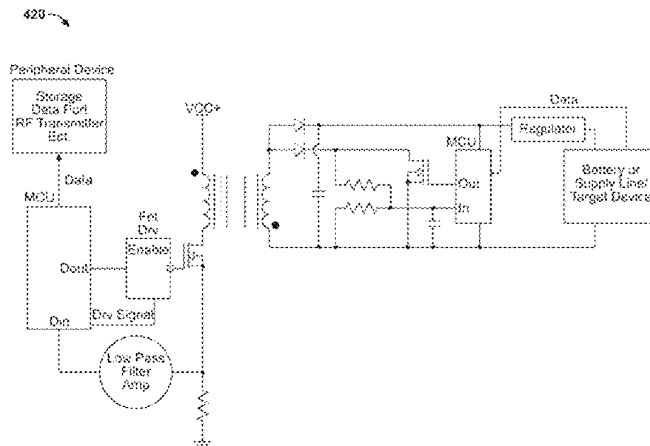 420
Peripheral Device
Storage
Data Port
RF Transmitter
Ect.
Data
MCU
Dout
Din
Fet
Drv
Enable
Drv Signal
Low Pass
Filter
Amp
VCC+
MCU
Out
In
Data
Regulator
Battery or
Supply Line/
Target Device